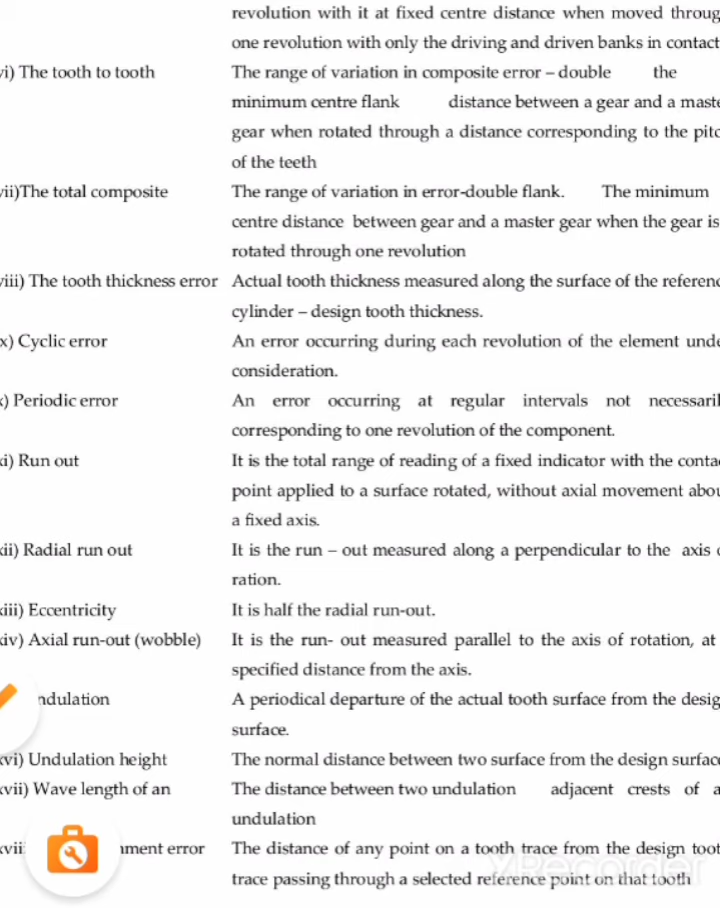 revolution with it at fixed centre distance when moved throug
one revolution with only the driving and driven banks in contact
vi) The tooth to tooth The range of variation in composite error – double the
minimum centre flank distance between a gear and a maste
gear when rotated through a distance corresponding to the pitc
of the teeth
vii)The total composite The range of variation in error-double flank. The minimum
centre distance between gear and a master gear when the gear is
rotated through one revolution
viii) The tooth thickness error Actual tooth thickness measured along the surface of the referenc
cylinder – design tooth thickness.
x) Cyclic error An error occurring during each revolution of the element unde
consideration.
x) Periodic error An error occurring at regular intervals not necessaril
corresponding to one revolution of the component.
xi) Run out It is the total range of reading of a fixed indicator with the conta
point applied to a surface rotated, without axial movement abou
a fixed axis.
xii) Radial run out It is the run – out measured along a perpendicular to the axis o
ration.
xiii) Eccentricity It is half the radial run-out.
xiv) Axial run-out (wobble) It is the run- out measured parallel to the axis of rotation, at
specified distance from the axis.
ndulation A periodical departure of the actual tooth surface from the desig
surface.
xvi) Undulation height The normal distance between two surface from the design surface
xvii) Wave length of an The distance between two undulation adjacent crests of a
undulation
xvii nment error The distance of any point on a tooth trace from the design toot
trace passing through a selected reference point on that tooth
XRecorder